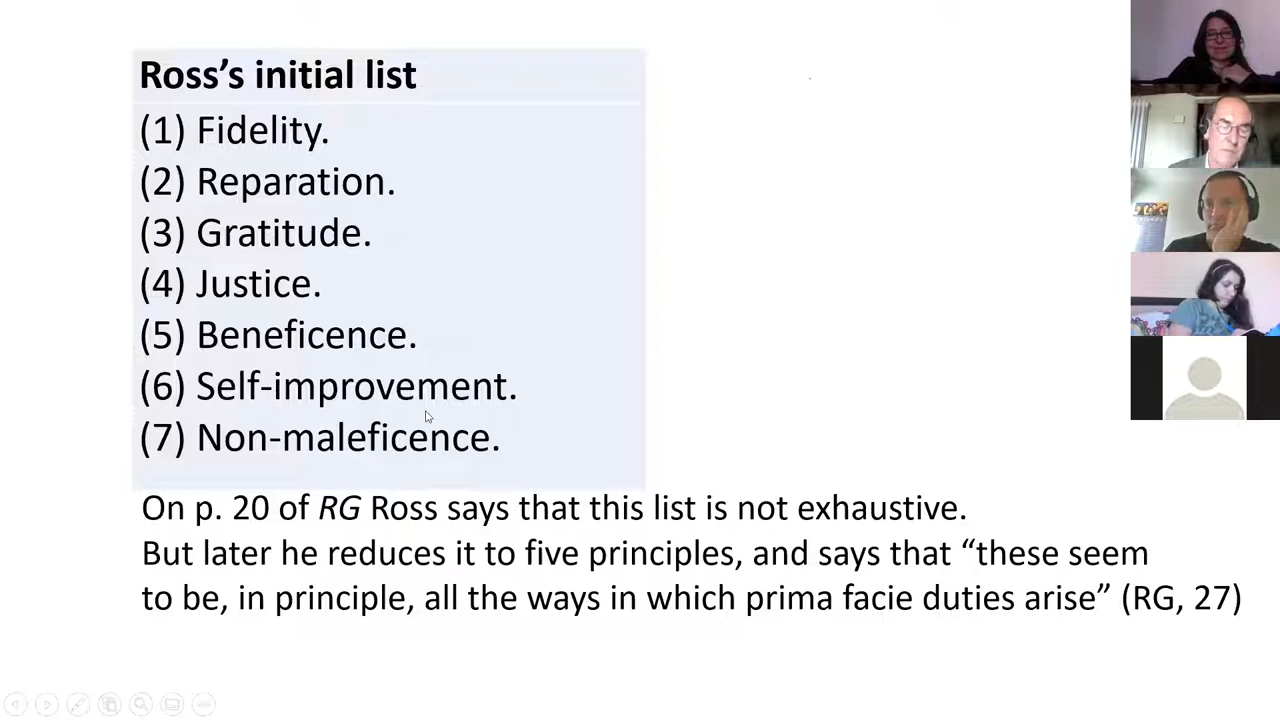 Ross’s initial list
(1) Fidelity.
(2) Reparation.
(3) Gratitude.
(4) Justice.
(5) Beneficence.
(6) Self-improvement.
(7) Non-maleficence.
On p. 20 of RG Ross says that this list is not exhaustive.
But later he reduces it to five principles, and says that “these seem
to be, in principle, all the ways in which prima facie duties arise” (RG, 27)